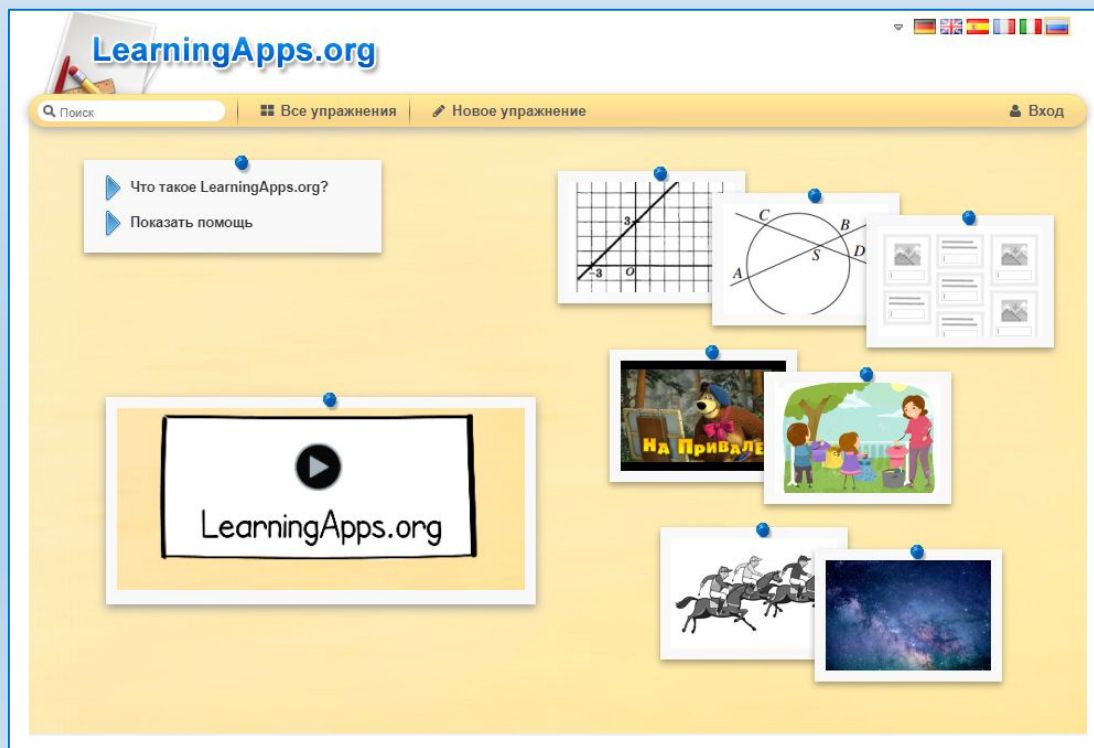 LearningApps.org
Поиск
Все упражнения
Новое упражнение
Вход
Что такое LearningApps.org?
Показать помощь
3
-3
O
C
B
S
D
A
На Привале
LearningApps.org